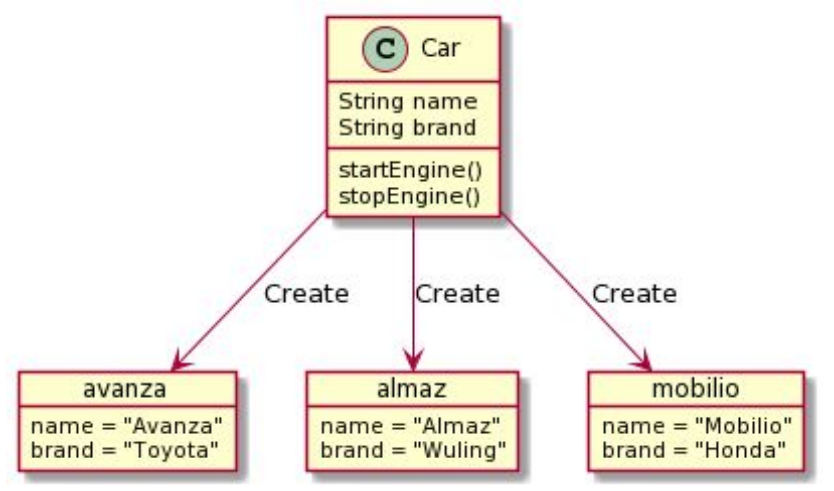 C Car
String name
String brand
startEngine()
stopEngine()
Create
Create
Create
avanza
name = "Avanza"
brand = "Toyota"
almaz
name = "Almaz"
brand = "Wuling"
mobilio
name = "Mobilio"
brand = "Honda"